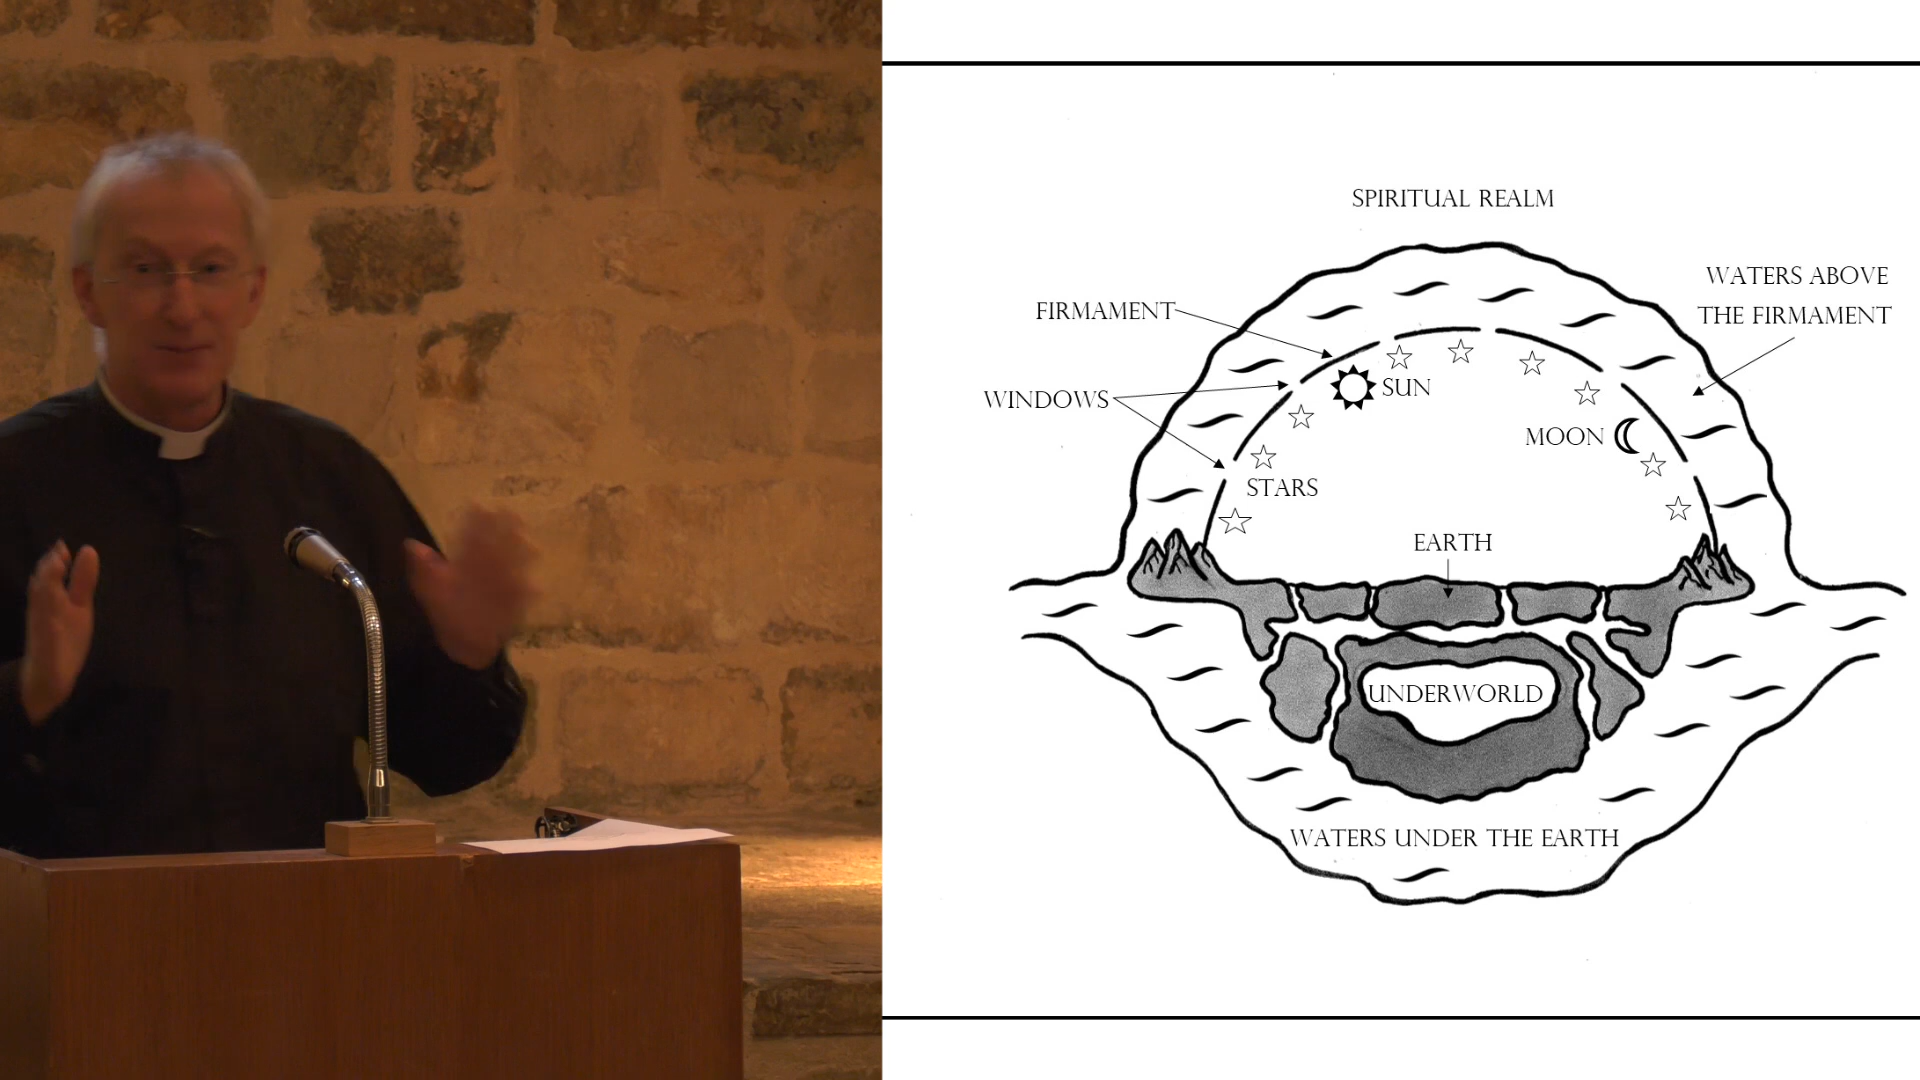 SPIRITUAL REALM
WATERS ABOVE
THE FIRMAMENT
FIRMAMENT
WINDOWS
SUN
MOON
STARS
EARTH
UNDERWORLD
WATERS UNDER THE EARTH